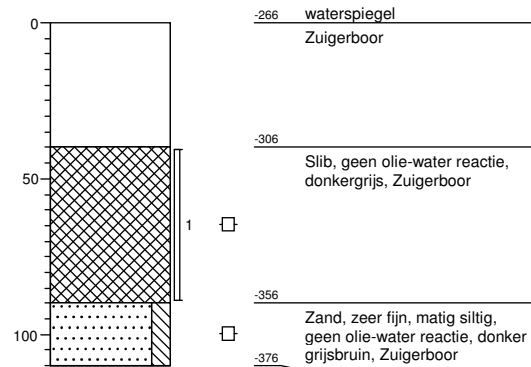 0
50
100
1
-266 waterspiegel
Zuigerboor
-306
Slib, geen olie-water reactie,
donkergrijs, Zuigerboor
-356
Zand, zeer fijn, matig siltig,
geen olie-water reactie, donker
grijsbruin, Zuigerboor
-376